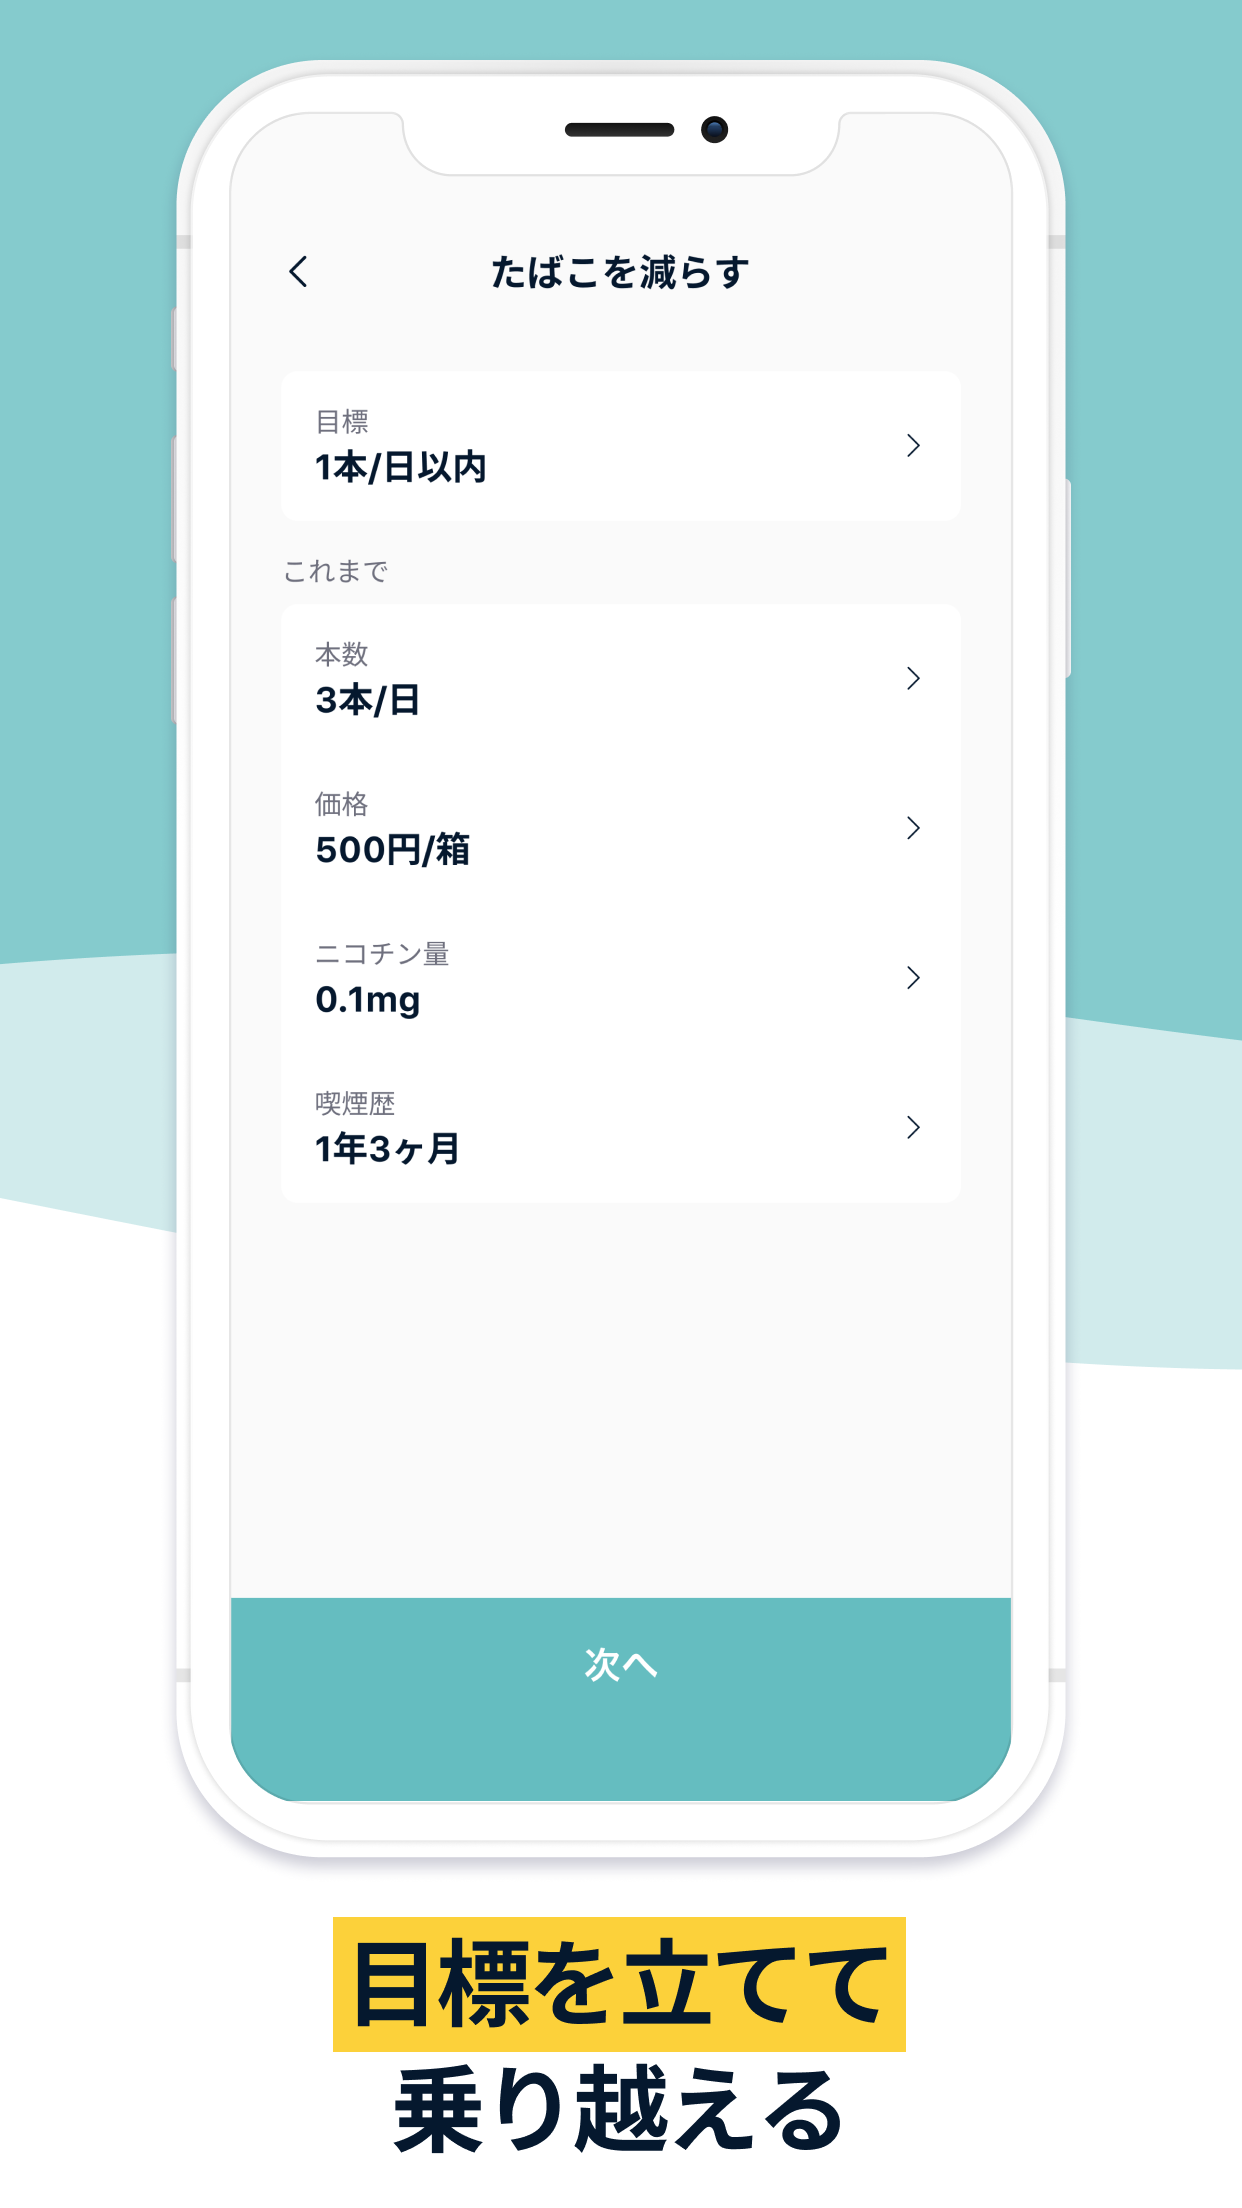 たばこを減らす
目標
1本/日以内
これまで
本数
3本/日
価格
500円/箱
ニコチン量
0.1mg
喫煙歴
1年3ヶ月
次へ
目標を立てて
乗り越える